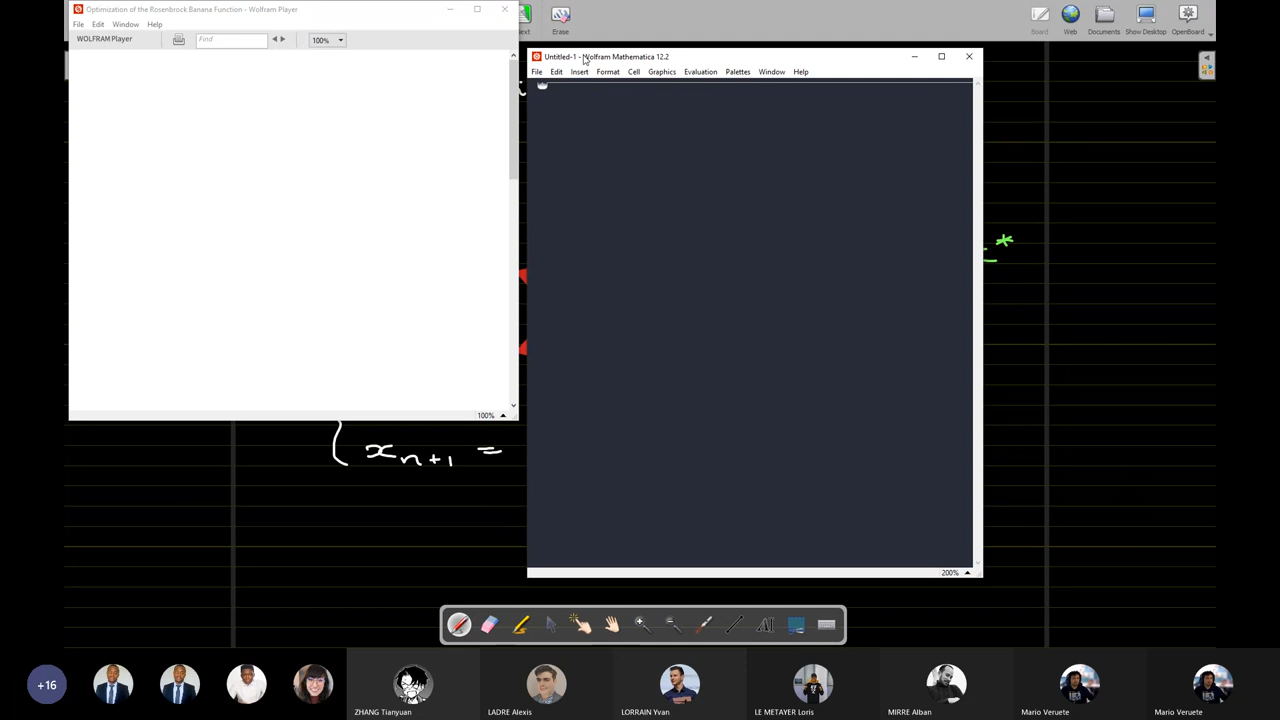 Optimization of the Rosenbrock Banana Function - Wolfram Player
File Edit Window Help
WOLFRAM Player Find 100%
100%
Erase
Board Web Documents Show Desktop OpenBoard
Untitled-1 - Wolfram Mathematica 12.2
File Edit Insert Format Cell Graphics Evaluation Palettes Window Help
200%
*
x_{n+1} =
AI
+16
ZHANG Tianyuan LADRE Alexis LORRAIN Yvan LE METAYER Loris MIRRE Alban Mario Veruete Mario Veruete